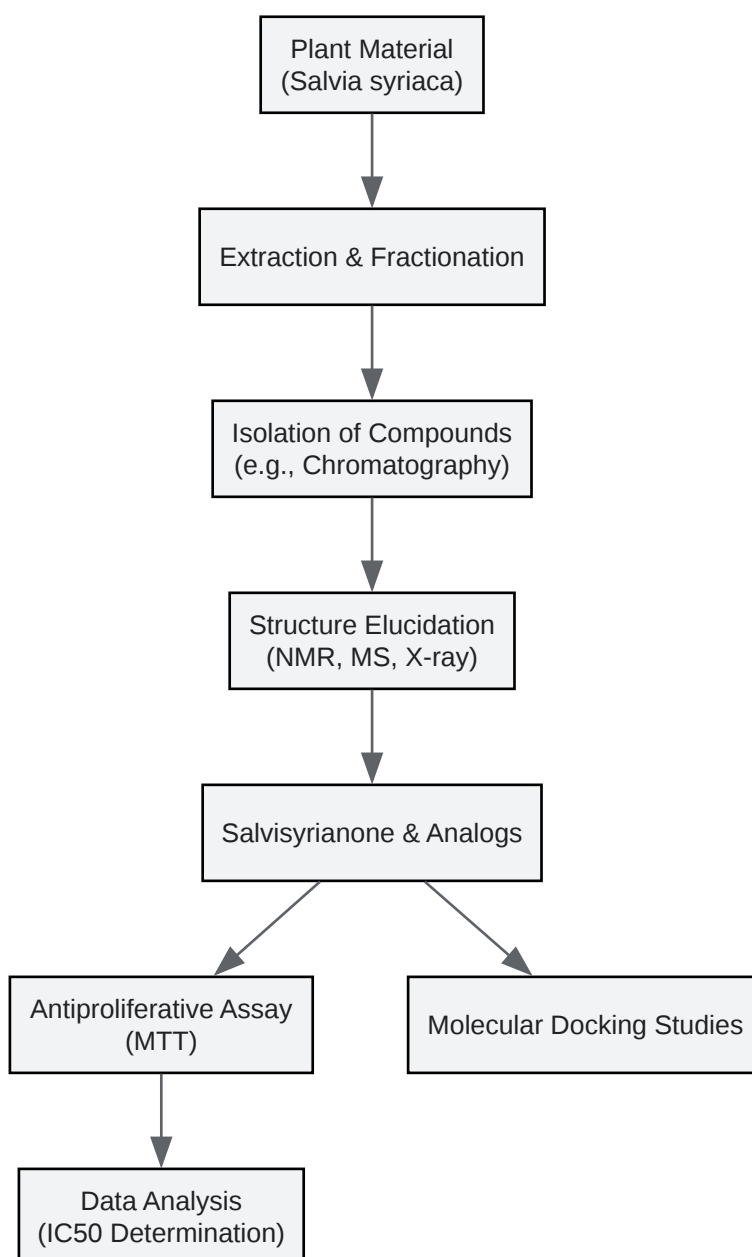 Plant Material
(Salvia syriaca)
Extraction & Fractionation
Isolation of Compounds
(e.g., Chromatography)
Structure Elucidation
(NMR, MS, X-ray)
Salvisyrianone & Analogs
Antiproliferative Assay
(MTT)
Molecular Docking Studies
Data Analysis
(IC50 Determination)